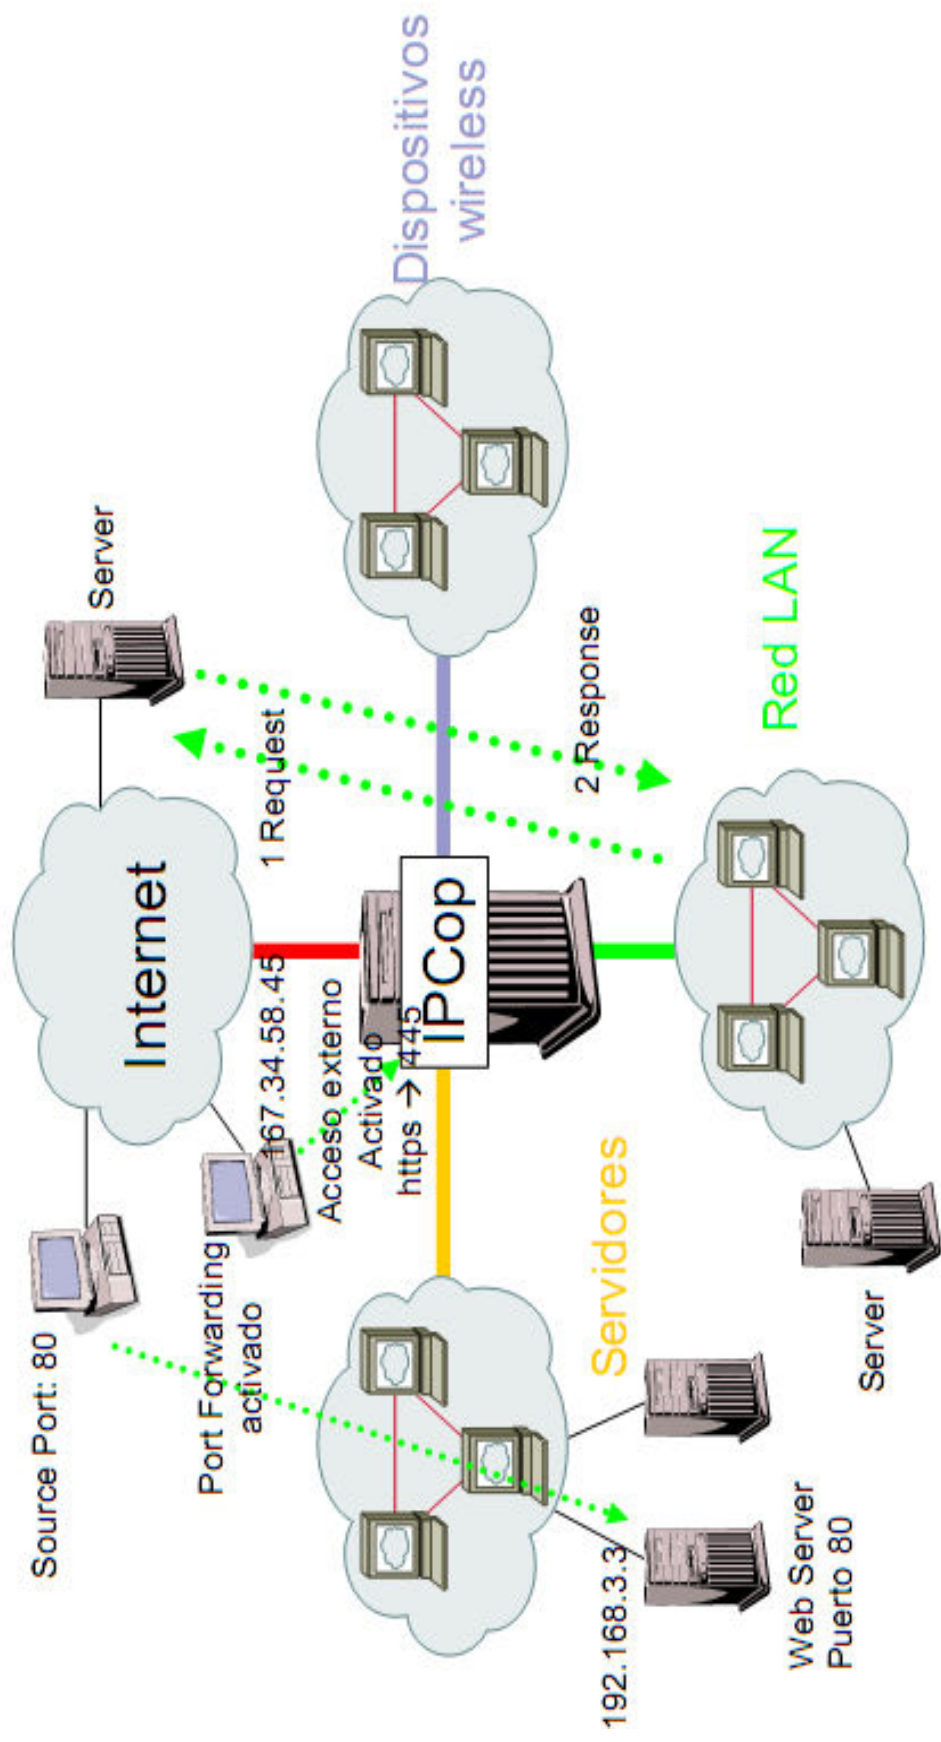 Source Port: 80
Internet
Server
Port Forwarding
activado
167.34.58.45
1 Request
Acceso externo
Activado
https → 445
IPCop
Dispositivos
wireless
2 Response
Servidores
Red LAN
192.168.3.3
Web Server
Puerto 80
Server